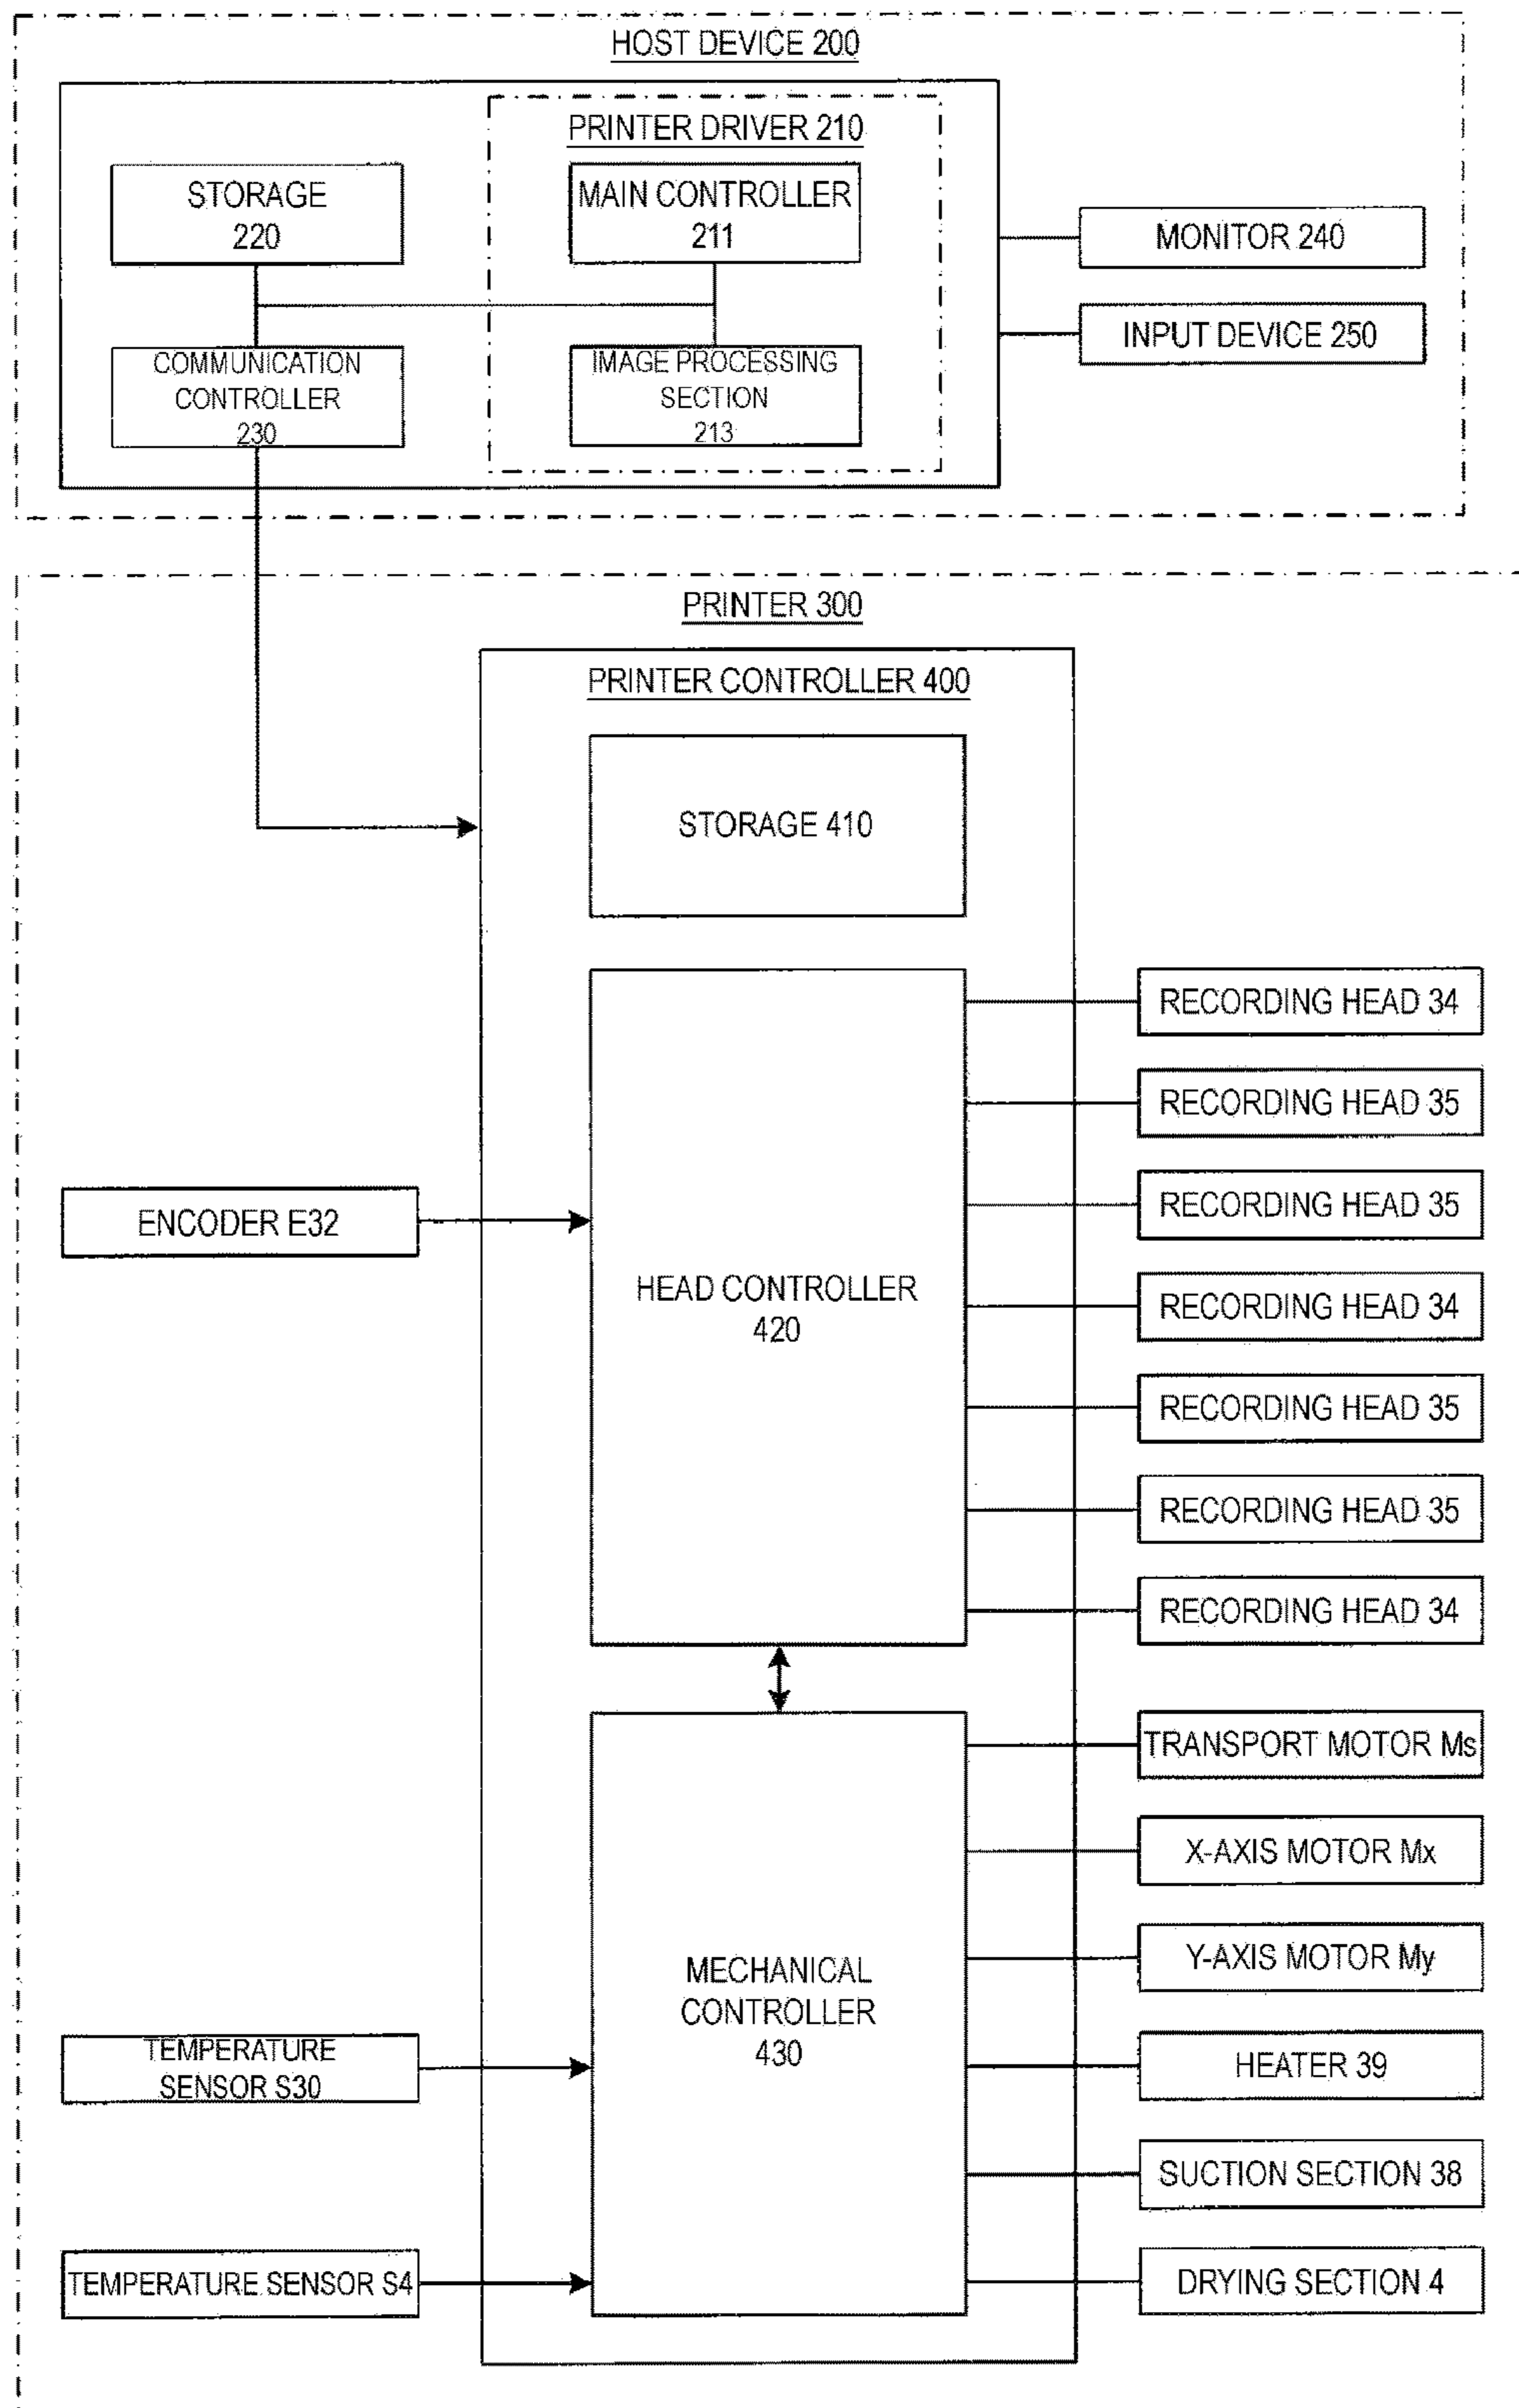 HOST DEVICE 200
PRINTER DRIVER 210
STORAGE
220
MAIN CONTROLLER
211
MONITOR 240
INPUT DEVICE 250
COMMUNICATION
CONTROLLER
230
IMAGE PROCESSING
SECTION
213
PRINTER 300
PRINTER CONTROLLER 400
STORAGE 410
RECORDING HEAD 34
RECORDING HEAD 35
RECORDING HEAD 35
ENCODER E32
HEAD CONTROLLER
420
RECORDING HEAD 34
RECORDING HEAD 35
RECORDING HEAD 35
RECORDING HEAD 34
TRANSPORT MOTOR Ms
X-AXIS MOTOR Mx
Y-AXIS MOTOR My
MECHANICAL
CONTROLLER
430
TEMPERATURE
SENSOR S30
HEATER 39
SUCTION SECTION 38
TEMPERATURE SENSOR S4
DRYING SECTION 4